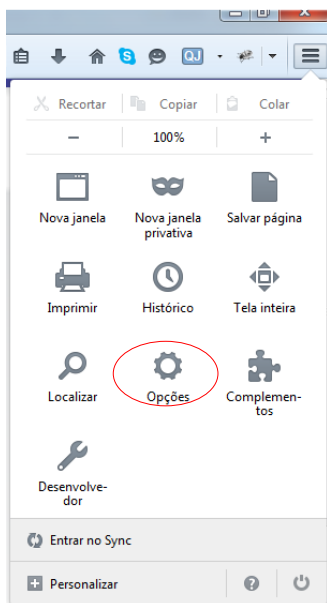 QJ
Recortar Copiar Colar
− 100% +
Nova janela Nova janela privativa Salvar página
Imprimir Histórico Tela inteira
Localizar Opções Complemen-
tos
Desenvolve-
dor
Entrar no Sync
Personalizar ?